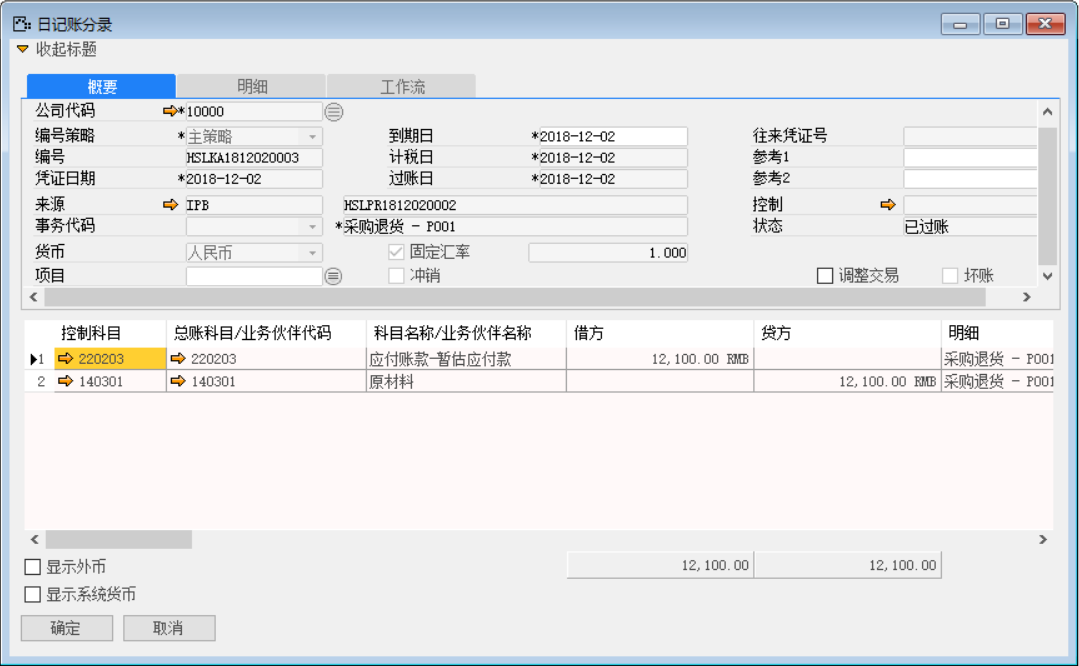 日记账分录
收起标题
概要 明细 工作流
公司代码 *10000
编号策略 *主策略 到期日 *2018-12-02 往来凭证号
编号 HSLKA1812020003 计税日 *2018-12-02 参考1
凭证日期 *2018-12-02 过账日 *2018-12-02 参考2
来源 IPB HSLPR1812020002 控制
事务代码 *采购退货 - P001 状态 已过账
货币 人民币 固定汇率 1.000
项目 冲销 调整交易 坏账
控制科目 总账科目/业务伙伴代码 科目名称/业务伙伴名称 借方 贷方 明细
1 220203 220203 应付账款-暂估应付款 12,100.00 RMB 采购退货 - P001
2 140301 140301 原材料 12,100.00 RMB 采购退货 - P001
显示外币 12,100.00 12,100.00
显示系统货币
确定 取消